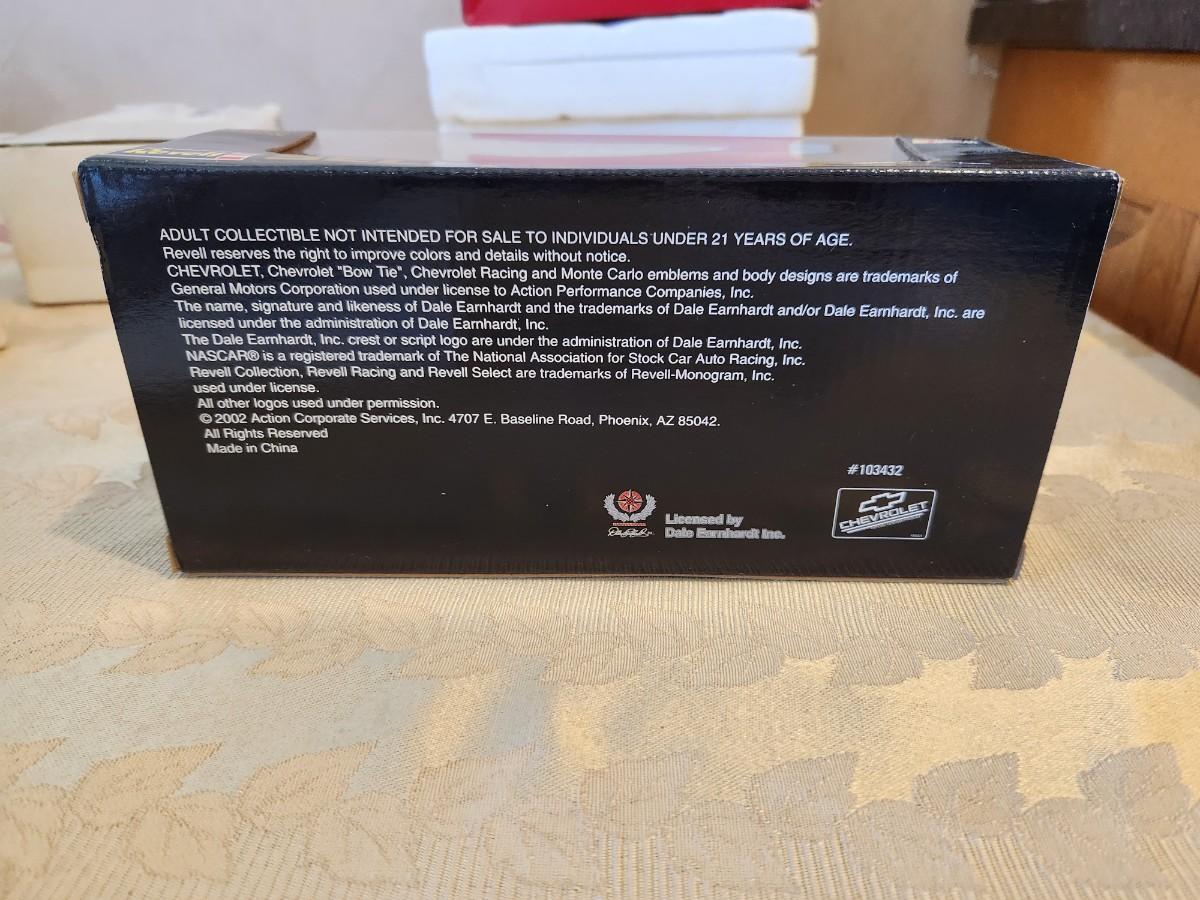 Revell
ADULT COLLECTIBLE NOT INTENDED FOR SALE TO INDIVIDUALS UNDER 21 YEARS OF AGE.
Revell reserves the right to improve colors and details without notice.
CHEVROLET, Chevrolet "Bow Tie", Chevrolet Racing and Monte Carlo emblems and body designs are trademarks of
General Motors Corporation used under license to Action Performance Companies, Inc.
The name, signature and likeness of Dale Earnhardt and the trademarks of Dale Earnhardt and/or Dale Earnhardt, Inc. are
licensed under the administration of Dale Earnhardt, Inc.
The Dale Earnhardt, Inc. crest or script logo are under the administration of Dale Earnhardt, Inc.
NASCAR® is a registered trademark of The National Association for Stock Car Auto Racing, Inc.
Revell Collection, Revell Racing and Revell Select are trademarks of Revell-Monogram, Inc.
used under license.
All other logos used under permission.
© 2002 Action Corporate Services, Inc. 4707 E. Baseline Road, Phoenix, AZ 85042.
All Rights Reserved
Made in China
#103432
CHEVROLET
Licensed by
Dale Earnhardt Inc.